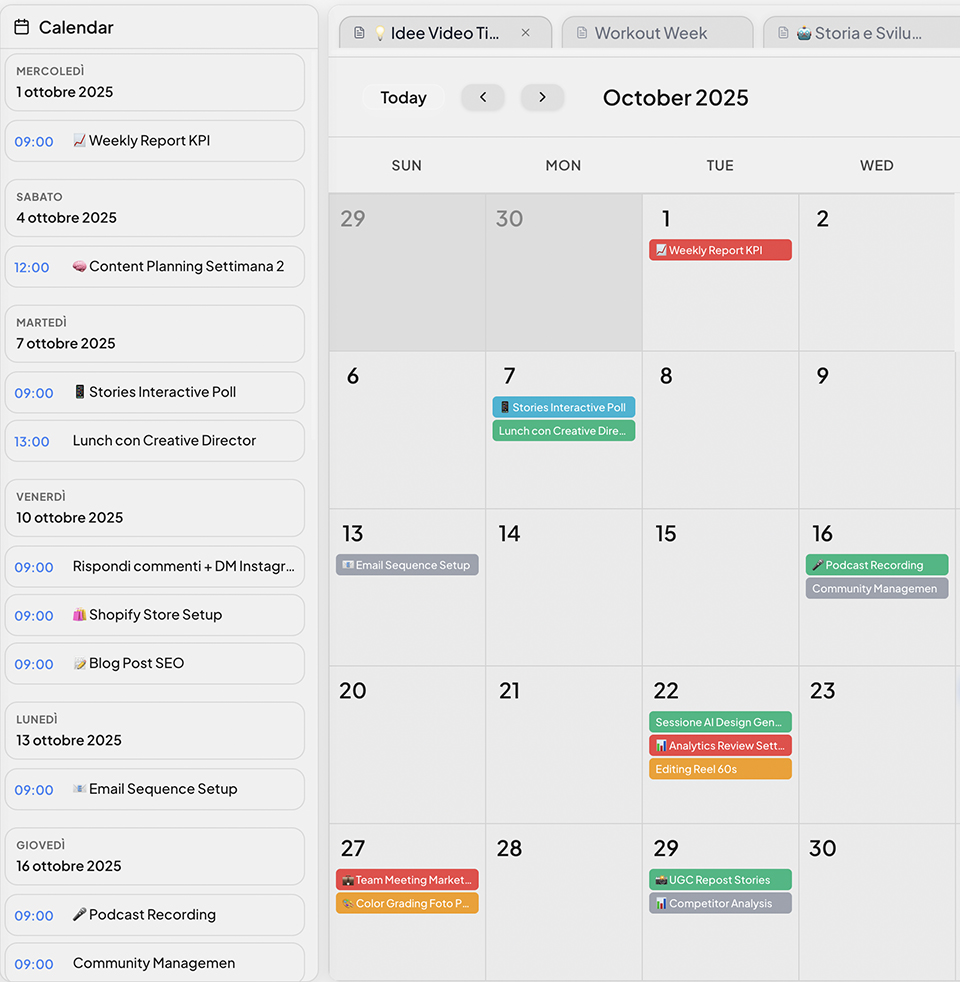 Calendar
MERCOLEDÌ
1 ottobre 2025
09:00 📈 Weekly Report KPI
SABATO
4 ottobre 2025
12:00 🧠 Content Planning Settimana 2
MARTEDÌ
7 ottobre 2025
09:00 📱 Stories Interactive Poll
13:00 Lunch con Creative Director
VENERDÌ
10 ottobre 2025
09:00 Rispondi commenti + DM Instagr...
09:00 🛍️ Shopify Store Setup
09:00 📝 Blog Post SEO
LUNEDÌ
13 ottobre 2025
09:00 📧 Email Sequence Setup
GIOVEDÌ
16 ottobre 2025
09:00 🎤 Podcast Recording
09:00 Community Managemen
💡 Idee Video Ti... ×
Workout Week
🤖 Storia e Svilu...
Today < > October 2025
SUN MON TUE WED
29 30 1 2
📈 Weekly Report KPI
6 7 8 9
📱 Stories Interactive Poll
Lunch con Creative Dire...
13 14 15 16
📧 Email Sequence Setup
🎤 Podcast Recording
Community Managemen
20 21 22 23
Sessione AI Design Gen...
📊 Analytics Review Sett...
Editing Reel 60s
27 28 29 30
Team Meeting Market...
🎨 Color Grading Foto P...
📸 UGC Repost Stories
📊 Competitor Analysis